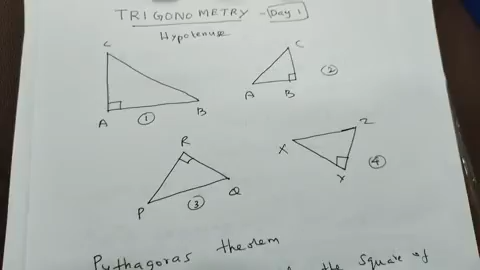 TRIGONOMETRY - Day 1
Hypotenuse
C
A
B
1
C
A
B
2
R
P
Q
3
X
Z
Y
4
Pythagoras theorem
the square of